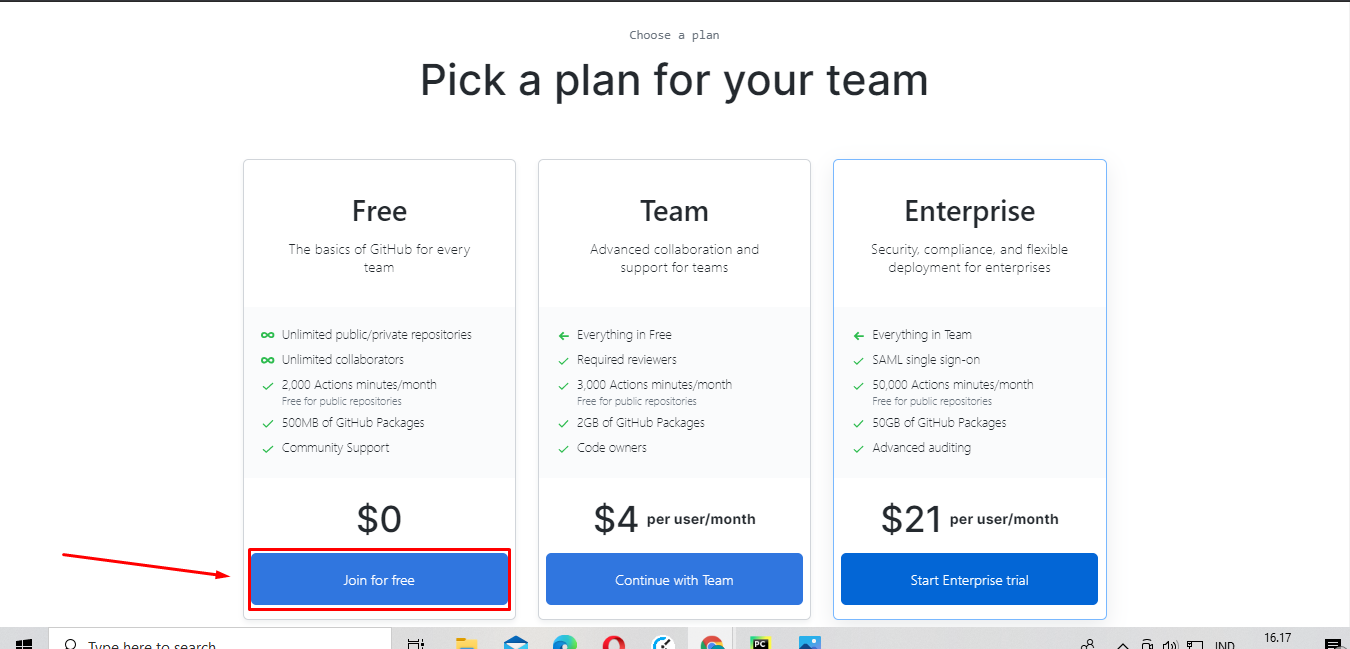 Choose a plan
Pick a plan for your team
Free
The basics of GitHub for every
team
Unlimited public/private repositories
Unlimited collaborators
2,000 Actions minutes/month
Free for public repositories
500MB of GitHub Packages
Community Support
$0
Join for free
Team
Advanced collaboration and
support for teams
Everything in Free
Required reviewers
3,000 Actions minutes/month
Free for public repositories
2GB of GitHub Packages
Code owners
$4 per user/month
Continue with Team
Enterprise
Security, compliance, and flexible
deployment for enterprises
Everything in Team
SAML single sign-on
50,000 Actions minutes/month
Free for public repositories
50GB of GitHub Packages
Advanced auditing
$21 per user/month
Start Enterprise trial
Type here to search
PC
IND
16.17